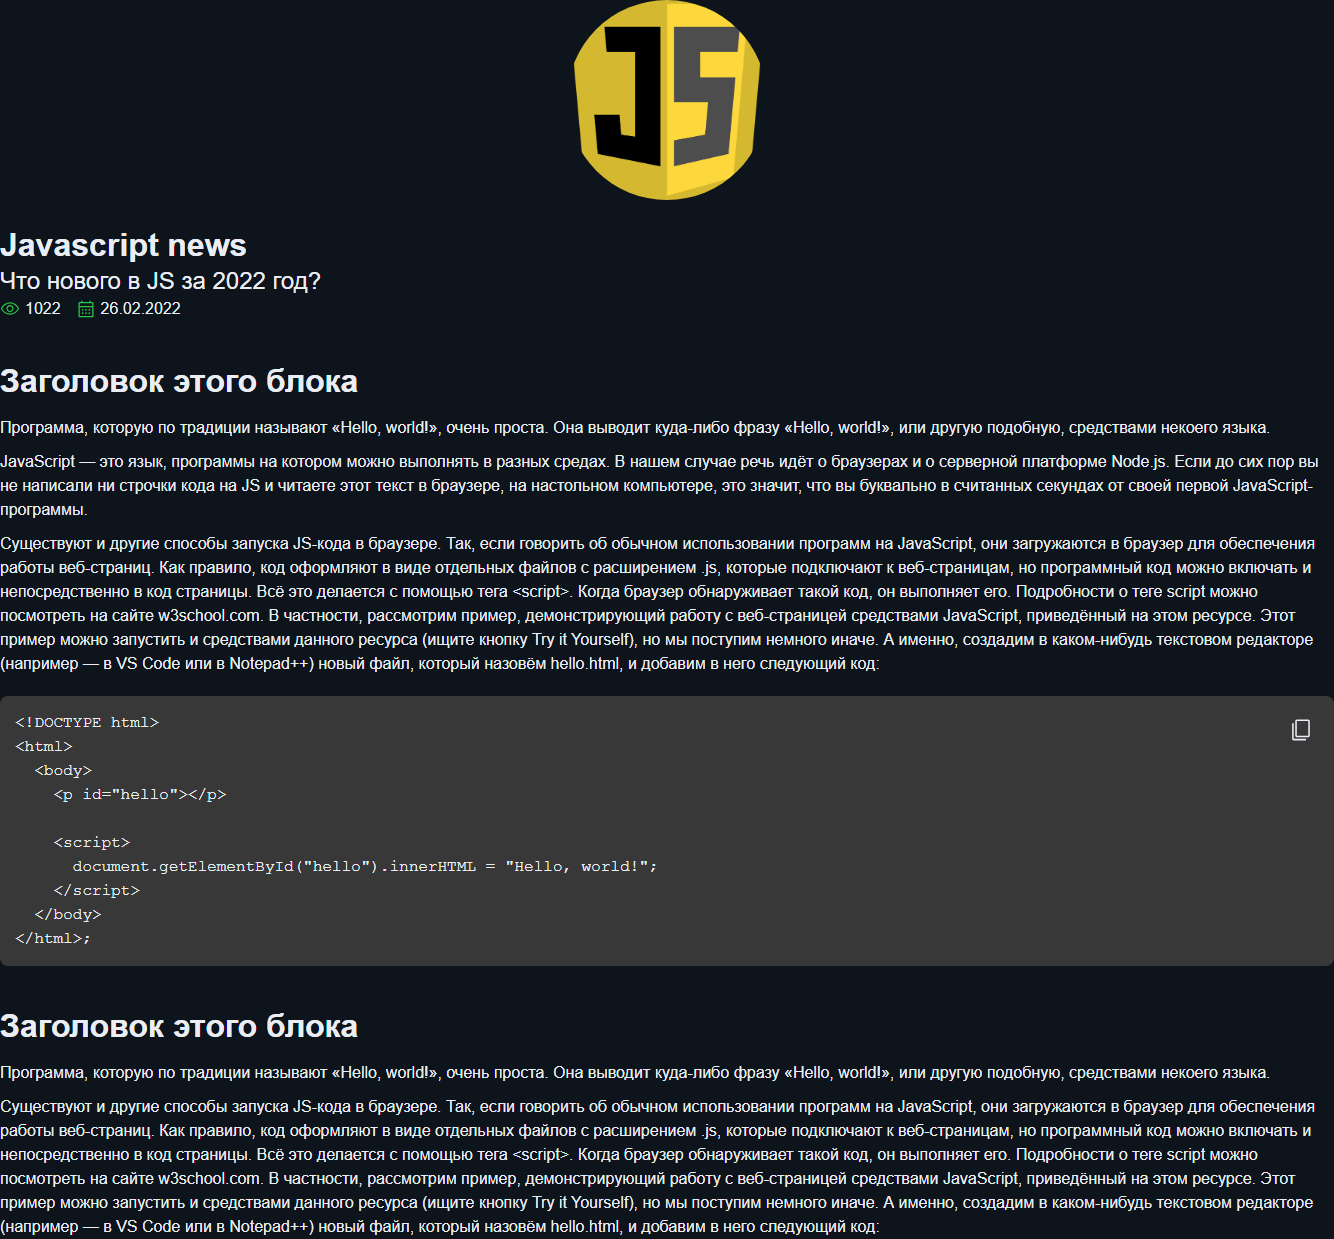 JS
Javascript news
Что нового в JS за 2022 год?
1022 26.02.2022
Заголовок этого блока
Программа, которую по традиции называют «Hello, world!», очень проста. Она выводит куда-либо фразу «Hello, world!», или другую подобную, средствами некоего языка.
JavaScript — это язык, программы на котором можно выполнять в разных средах. В нашем случае речь идёт о браузерах и о серверной платформе Node.js. Если до сих пор вы
не написали ни строчки кода на JS и читаете этот текст в браузере, на настольном компьютере, это значит, что вы буквально в считанных секундах от своей первой JavaScript-
программы.
Существуют и другие способы запуска JS-кода в браузере. Так, если говорить об обычном использовании программ на JavaScript, они загружаются в браузер для обеспечения
работы веб-страниц. Как правило, код оформляют в виде отдельных файлов с расширением .js, которые подключают к веб-страницам, но программный код можно включать и
непосредственно в код страницы. Всё это делается с помощью тега <script>. Когда браузер обнаруживает такой код, он выполняет его. Подробности о теге script можно
посмотреть на сайте w3school.com. В частности, рассмотрим пример, демонстрирующий работу с веб-страницей средствами JavaScript, приведённый на этом ресурсе. Этот
пример можно запустить и средствами данного ресурса (ищите кнопку Try it Yourself), но мы поступим немного иначе. А именно, создадим в каком-нибудь текстовом редакторе
(например — в VS Code или в Notepad++) новый файл, который назовём hello.html, и добавим в него следующий код:
<!DOCTYPE html>
<html>
  <body>
    <p id="hello"></p>
    <script>
      document.getElementById("hello").innerHTML = "Hello, world!";
    </script>
  </body>
</html>;
Заголовок этого блока
Программа, которую по традиции называют «Hello, world!», очень проста. Она выводит куда-либо фразу «Hello, world!», или другую подобную, средствами некоего языка.
Существуют и другие способы запуска JS-кода в браузере. Так, если говорить об обычном использовании программ на JavaScript, они загружаются в браузер для обеспечения
работы веб-страниц. Как правило, код оформляют в виде отдельных файлов с расширением .js, которые подключают к веб-страницам, но программный код можно включать и
непосредственно в код страницы. Всё это делается с помощью тега <script>. Когда браузер обнаруживает такой код, он выполняет его. Подробности о теге script можно
посмотреть на сайте w3school.com. В частности, рассмотрим пример, демонстрирующий работу с веб-страницей средствами JavaScript, приведённый на этом ресурсе. Этот
пример можно запустить и средствами данного ресурса (ищите кнопку Try it Yourself), но мы поступим немного иначе. А именно, создадим в каком-нибудь текстовом редакторе
(например — в VS Code или в Notepad++) новый файл, который назовём hello.html, и добавим в него следующий код: